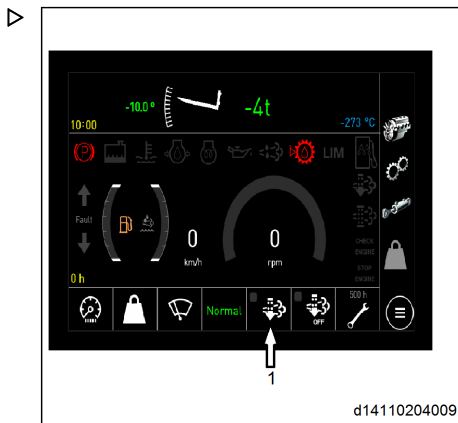 -10.0 °
-4t
10:00
-273 °C
LIM
Fault
0
km/h
0
rpm
CHECK
ENGINE
STOP
ENGINE
0 h
Normal
OFF
500 h
1
d14110204009